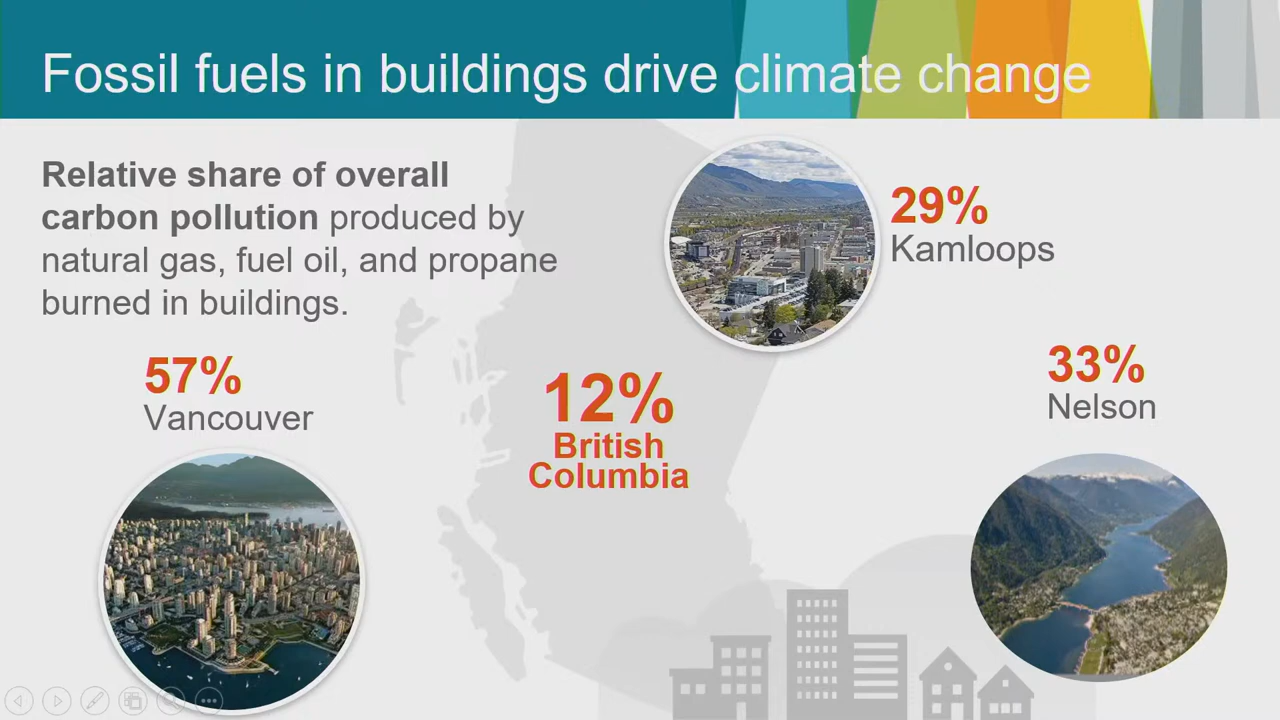 Fossil fuels in buildings drive climate change
Relative share of overall
carbon pollution produced by
natural gas, fuel oil, and propane
burned in buildings.
29%
Kamloops
57%
Vancouver
12%
British
Columbia
33%
Nelson